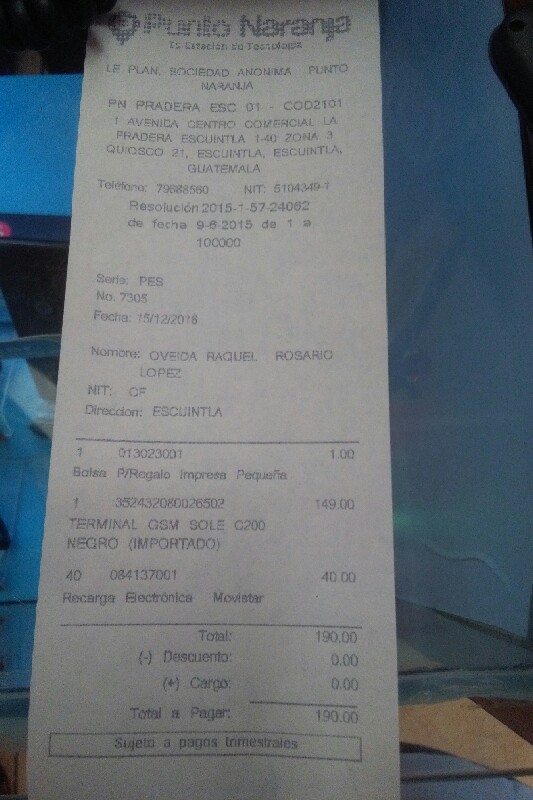 Punto Naranja
Tu Estación de Tecnología
LE PLAN, SOCIEDAD ANONIMA PUNTO
NARANJA
PN PRADERA ESC 01 - COD2101
1 AVENIDA CENTRO COMERCIAL LA
PRADERA ESCUINTLA 1-40 ZONA 3
QUIOSCO 21, ESCUINTLA, ESCUINTLA,
GUATEMALA
Teléfono: 79688560 NIT: 5104349-1
Resolución 2015-1-57-24062
de fecha 9-6-2015 de 1 a
100000
Serie: PES
No. 7305
Fecha: 15/12/2016
Nombre: OVEIDA RAQUEL ROSARIO
LOPEZ
NIT: CF
Direccion: ESCUINTLA
1 013023001 1.00
Bolsa P/Regalo Impresa Pequeña
1 352432080026502 149.00
TERMINAL GSM SOLE C200
NEGRO (IMPORTADO)
40 084137001 40.00
Recarga Electrónica Movistar
Total: 190.00
(-) Descuento: 0.00
(+) Cargo: 0.00
Total a Pagar: 190.00
Sujeto a pagos trimestrales